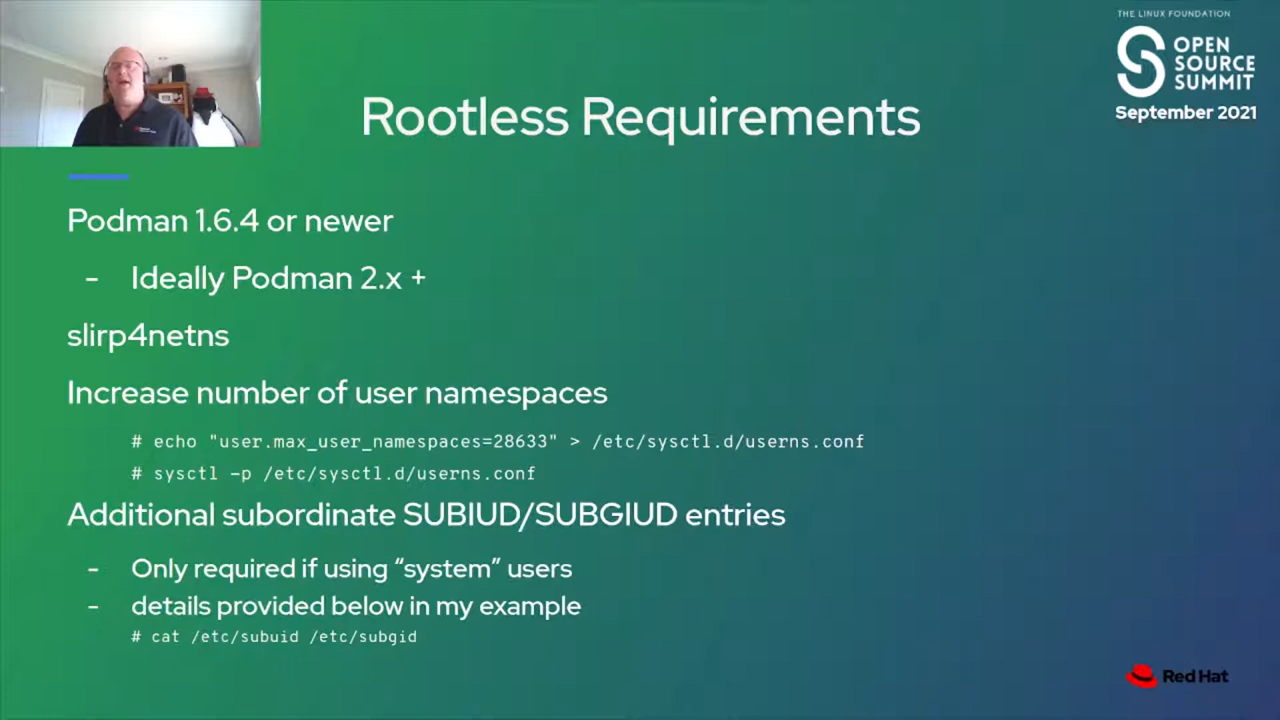 THE LINUX FOUNDATION
OPEN
SOURCE
SUMMIT
September 2021
Rootless Requirements
Podman 1.6.4 or newer
- Ideally Podman 2.x +
slirp4netns
Increase number of user namespaces
# echo "user.max_user_namespaces=28633" > /etc/sysctl.d/userns.conf
# sysctl -p /etc/sysctl.d/userns.conf
Additional subordinate SUBIUD/SUBGIUD entries
- Only required if using “system” users
- details provided below in my example
# cat /etc/subuid /etc/subgid
Red Hat